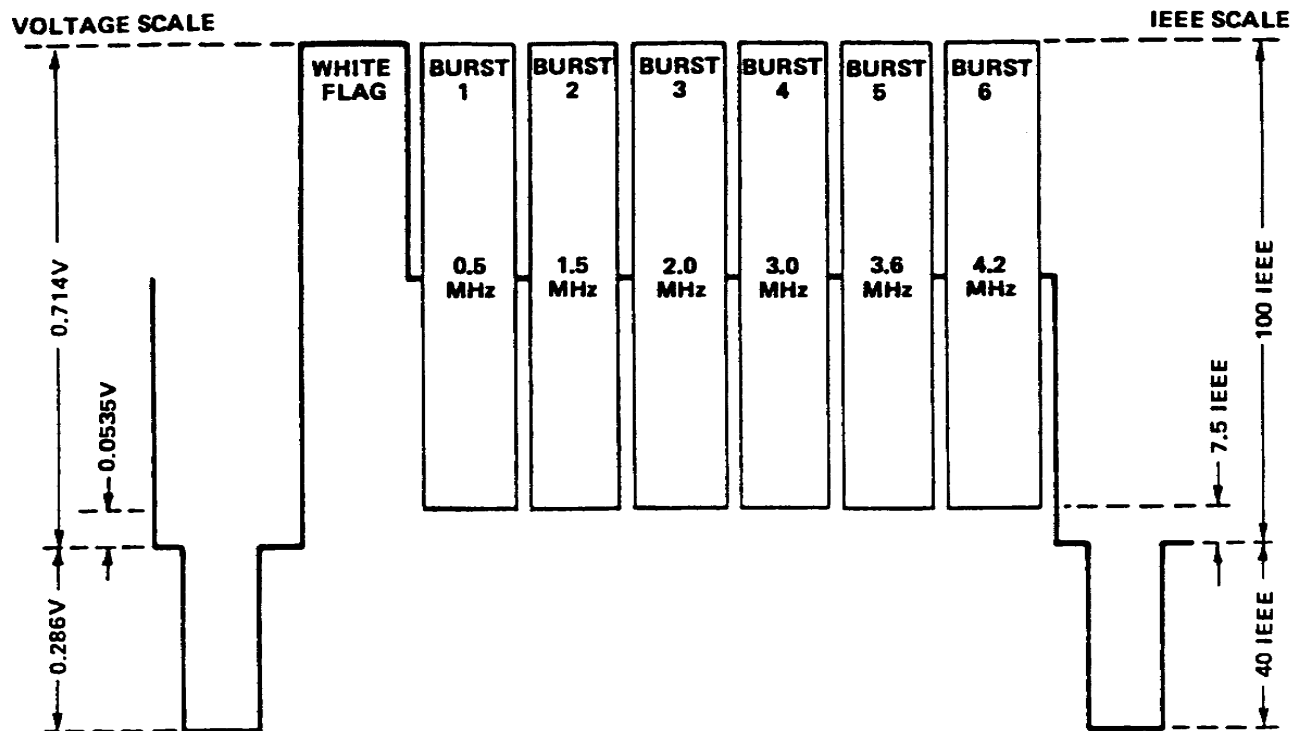 VOLTAGE SCALE
IEEE SCALE
WHITE
FLAG
BURST
1
BURST
2
BURST
3
BURST
4
BURST
5
BURST
6
0.5
MHz
1.5
MHz
2.0
MHz
3.0
MHz
3.6
MHz
4.2
MHz
0.714V
0.0535V
0.286V
100 IEEE
7.5 IEEE
40 IEEE